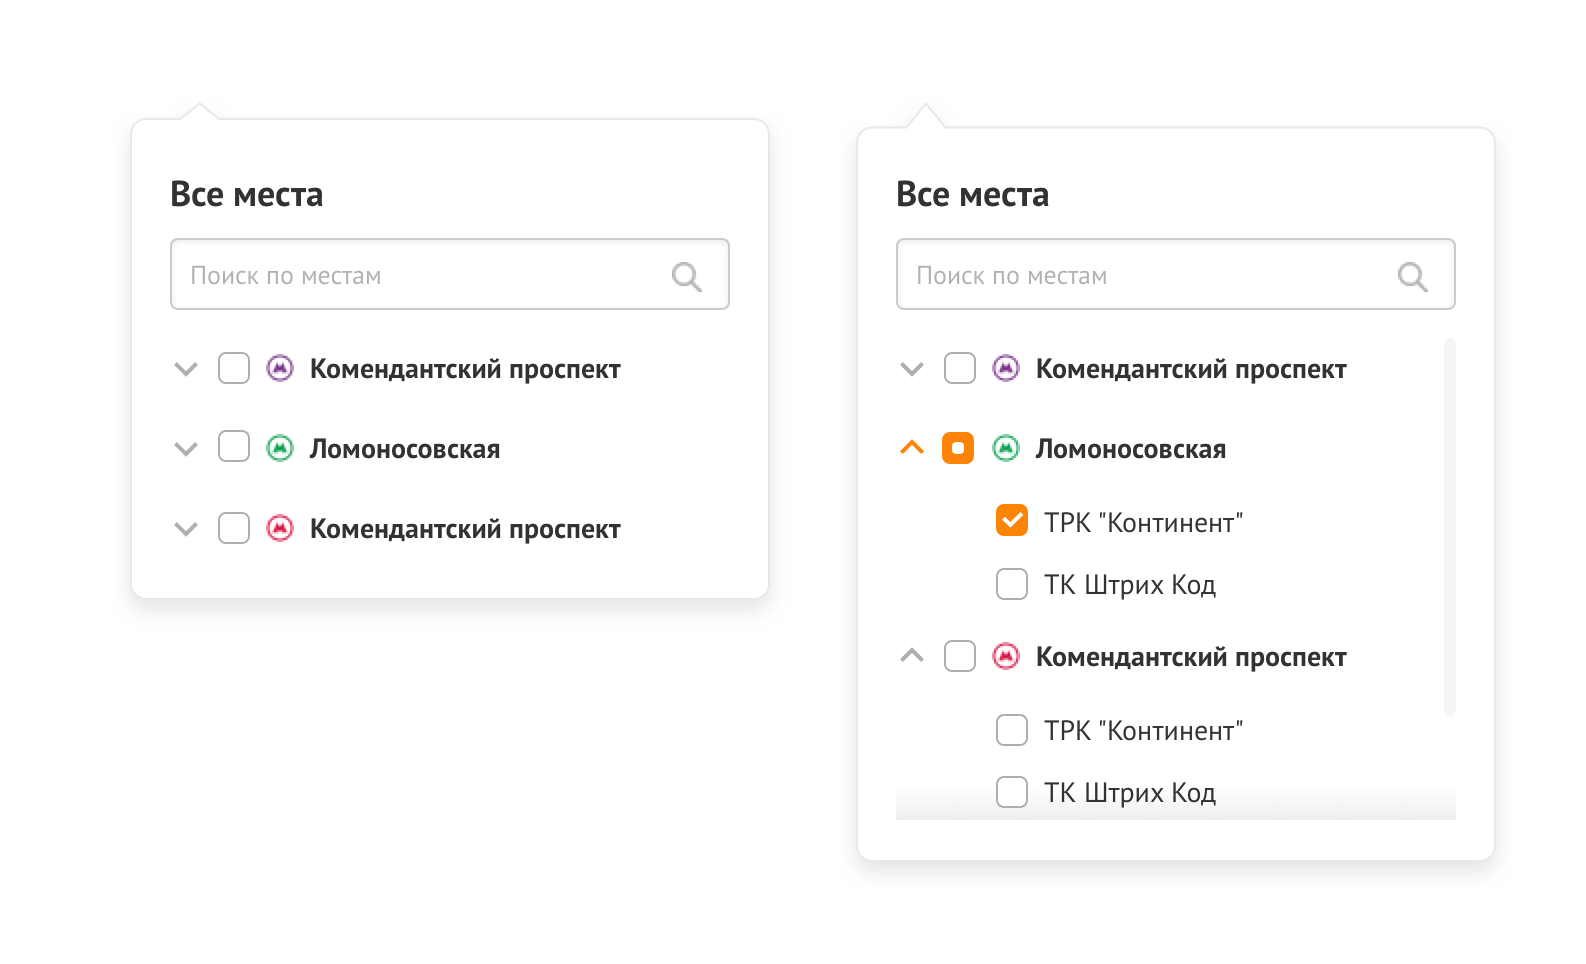 Все места
Поиск по местам
Комендантский проспект
Ломоносовская
Комендантский проспект
Все места
Поиск по местам
Комендантский проспект
Ломоносовская
ТРК "Континент"
ТК Штрих Код
Комендантский проспект
ТРК "Континент"
ТК Штрих Код